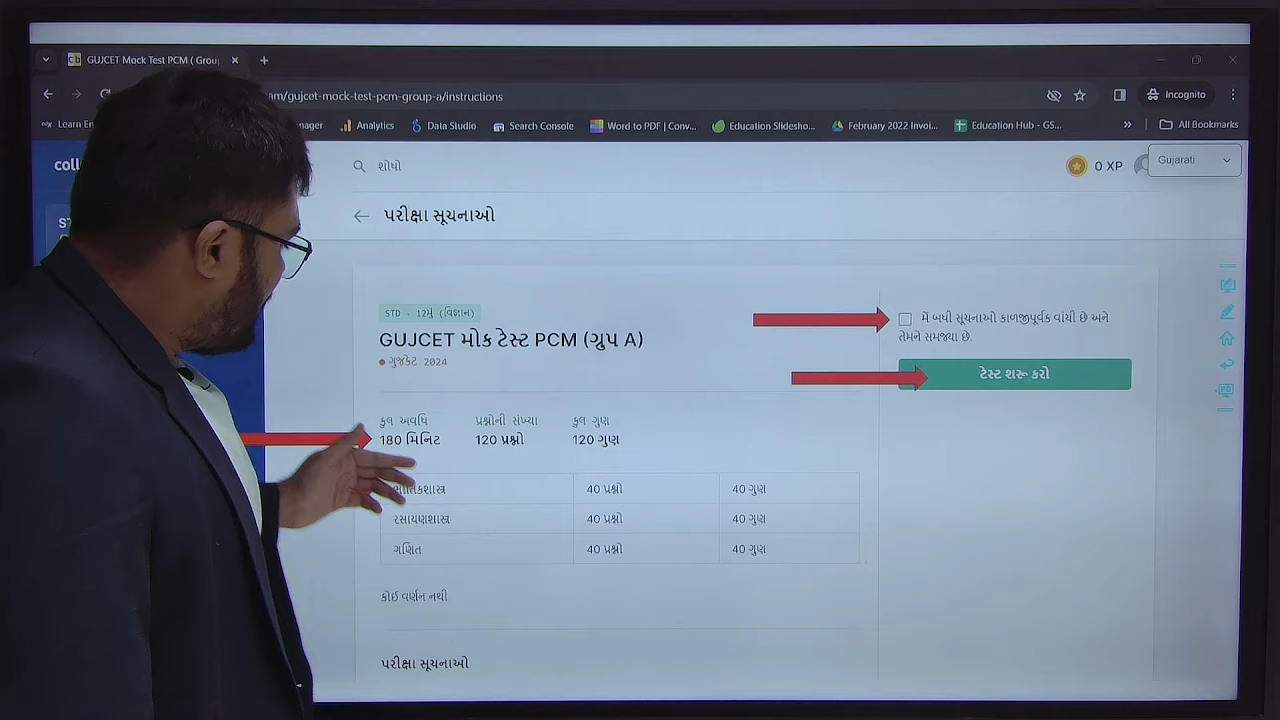 GUJCET Mock Test PCM ( Grou
am/gujcet-mock-test-pcm-group-a/instructions
Incognito
Learn En
nager
Analytics
Data Studio
Search Console
Word to PDF | Conv...
Education Slidesho...
February 2022 Invoi...
Education Hub - GS...
All Bookmarks
coll
શોધો
0 XP
Gujarati
ST
પરીક્ષા સૂચનાઓ
STD - 12મું (વિજ્ઞાન)
GUJCET મોક ટેસ્ટ PCM (ગ્રુપ A)
ગુજકેટ 2024
મેં બધી સૂચનાઓ કાળજીપૂર્વક વાંચી છે અને
તેમને સમજ્યા છે.
ટેસ્ટ શરૂ કરો
કુલ અવધિ પ્રશ્નોની સંખ્યા કુલ ગુણ
180 મિનિટ 120 પ્રશ્નો 120 ગુણ
ભૌતિકશાસ્ત્ર 40 પ્રશ્નો 40 ગુણ
રસાયણશાસ્ત્ર 40 પ્રશ્નો 40 ગુણ
ગણિત 40 પ્રશ્નો 40 ગુણ
કોઈ વર્ણન નથી
પરીક્ષા સૂચનાઓ